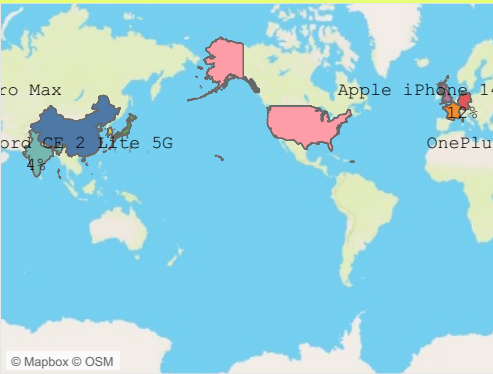 ro Max
Apple iPhone 14
12%
ord CE 2 Lite 5G
4%
OnePlu
© Mapbox © OSM